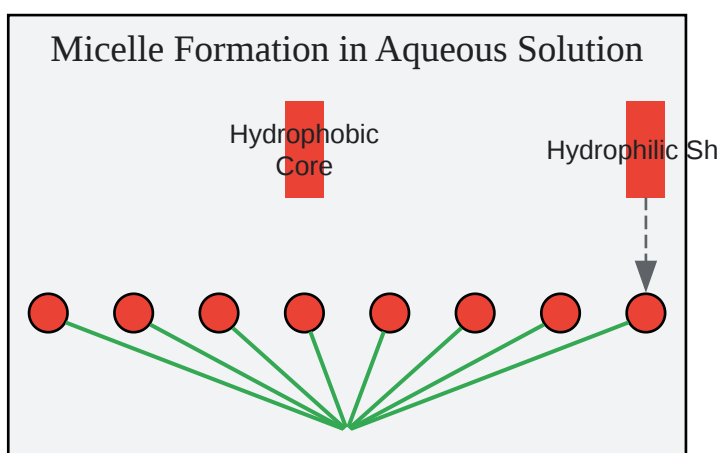 Micelle Formation in Aqueous Solution
Hydrophobic
Core
Hydrophilic Sh